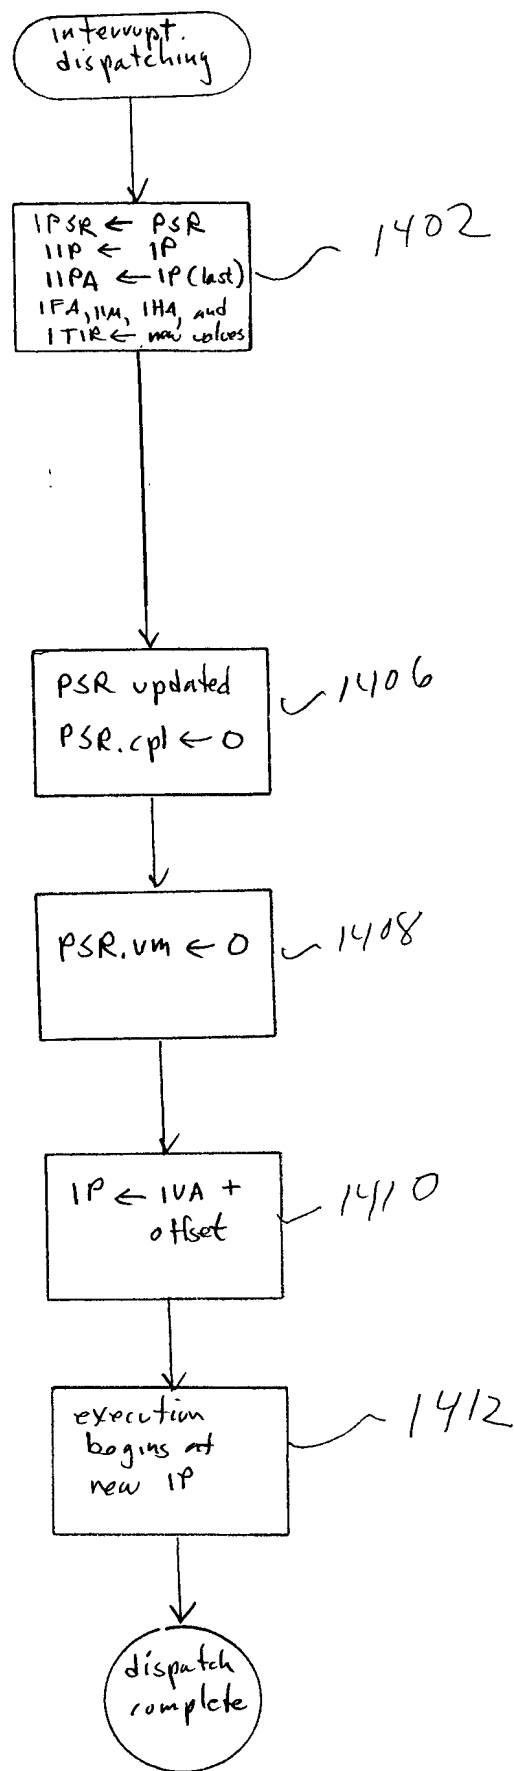 interrupt.
dispatching
IPSR ← PSR
IIP ← IP
IIPA ← IP (last)
IFA, IIM, IHA, and
ITIR ← new values
1402
PSR updated
PSR.cpl ← 0
1406
PSR.vm ← 0
1408
IP ← IVA +
offset
1410
execution
begins at
new IP
1412
dispatch
complete